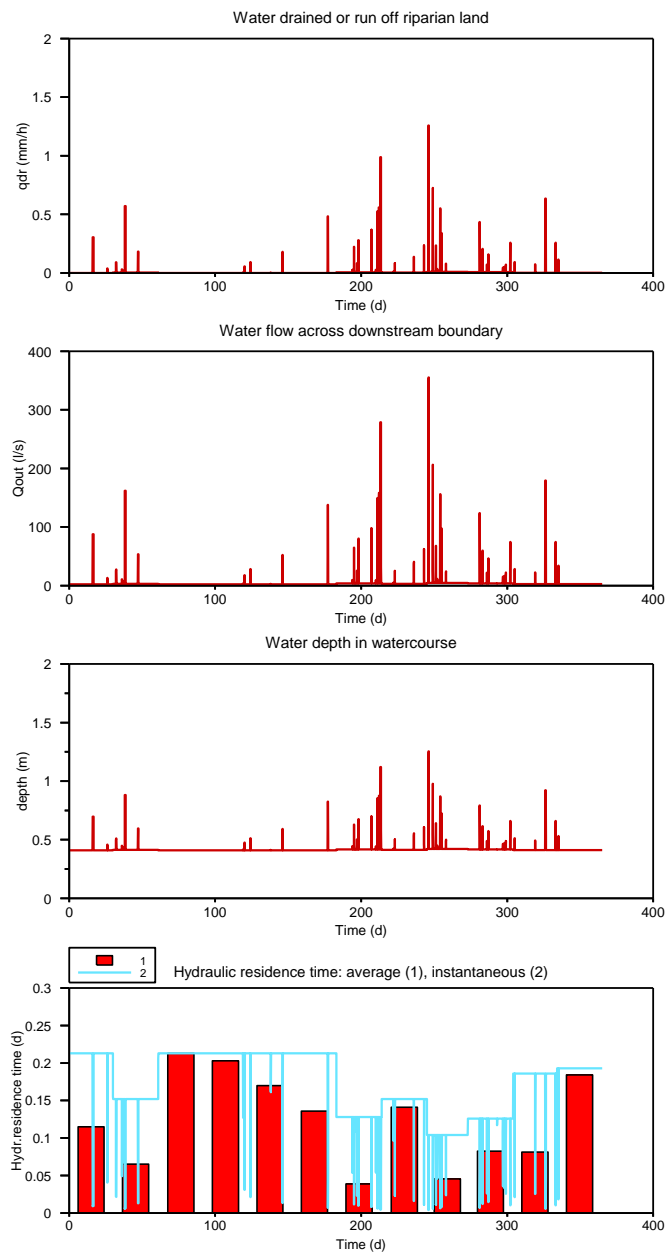 Water drained or run off riparian land
2
1.5
1
0.5
0
qdr (mm/h)
0 100 200 300 400
Time (d)
Water flow across downstream boundary
400
300
200
100
0
Qout (l/s)
0 100 200 300 400
Time (d)
Water depth in watercourse
2
1.5
1
0.5
0
depth (m)
0 100 200 300 400
Time (d)
1
2
Hydraulic residence time: average (1), instantaneous (2)
0.3
0.25
0.2
0.15
0.1
0.05
0
Hydr.residence time (d)
0 100 200 300 400
Time (d)